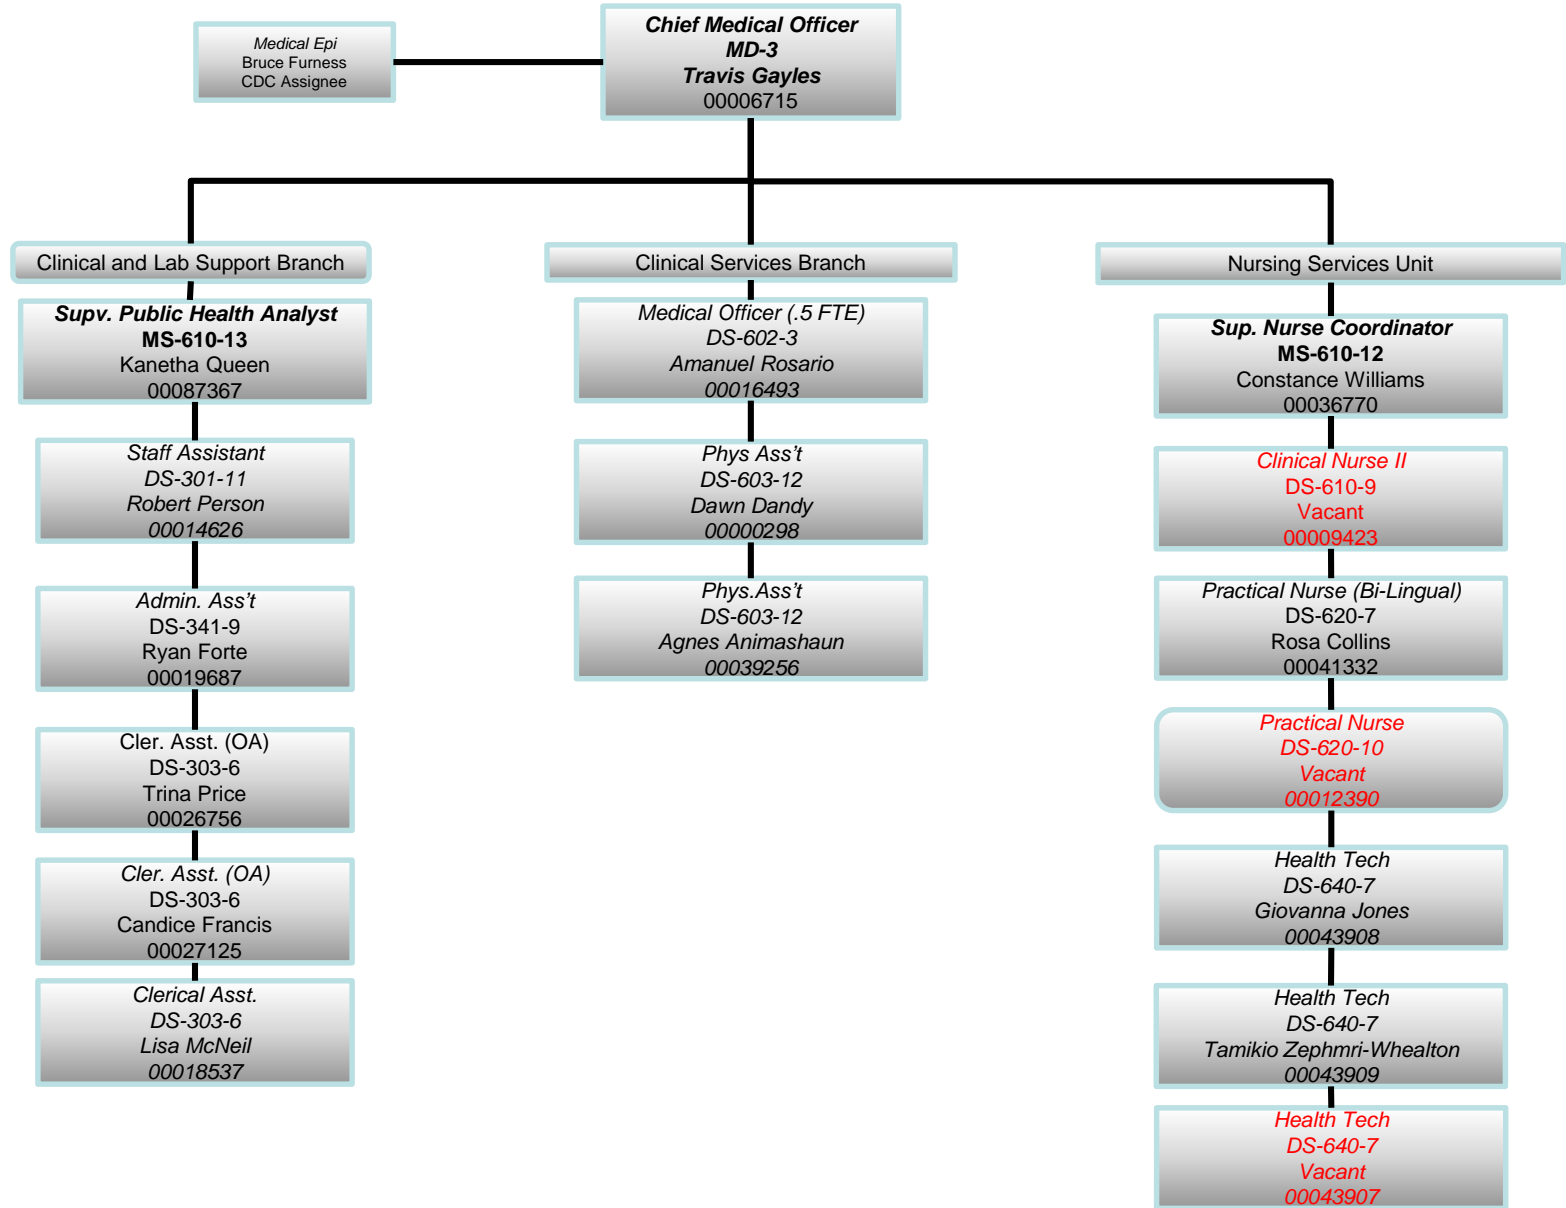 Medical Epi
Bruce Furness
CDC Assignee
Chief Medical Officer
MD-3
Travis Gayles
00006715
Clinical and Lab Support Branch
Supv. Public Health Analyst
MS-610-13
Kanetha Queen
00087367
Staff Assistant
DS-301-11
Robert Person
00014626
Admin. Ass't
DS-341-9
Ryan Forte
00019687
Cler. Asst. (OA)
DS-303-6
Trina Price
00026756
Cler. Asst. (OA)
DS-303-6
Candice Francis
00027125
Clerical Asst.
DS-303-6
Lisa McNeil
00018537
Clinical Services Branch
Medical Officer (.5 FTE)
DS-602-3
Amanuel Rosario
00016493
Phys Ass't
DS-603-12
Dawn Dandy
00000298
Phys.Ass't
DS-603-12
Agnes Animashaun
00039256
Nursing Services Unit
Sup. Nurse Coordinator
MS-610-12
Constance Williams
00036770
Clinical Nurse II
DS-610-9
Vacant
00009423
Practical Nurse (Bi-Lingual)
DS-620-7
Rosa Collins
00041332
Practical Nurse
DS-620-10
Vacant
00012390
Health Tech
DS-640-7
Giovanna Jones
00043908
Health Tech
DS-640-7
Tamikio Zephmri-Whealton
00043909
Health Tech
DS-640-7
Vacant
00043907